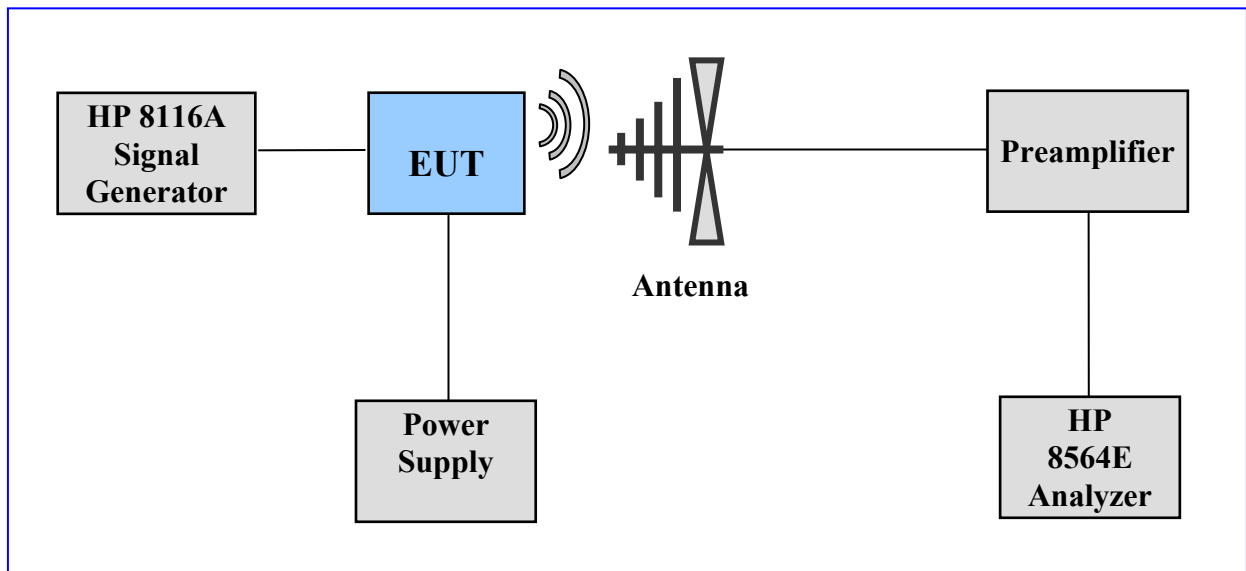 HP 8116A
Signal
Generator
EUT
Antenna
Preamplifier
Power
Supply
HP
8564E
Analyzer